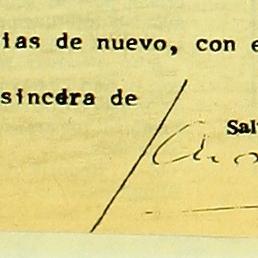 ias de nuevo, con e
sincera de
Sal